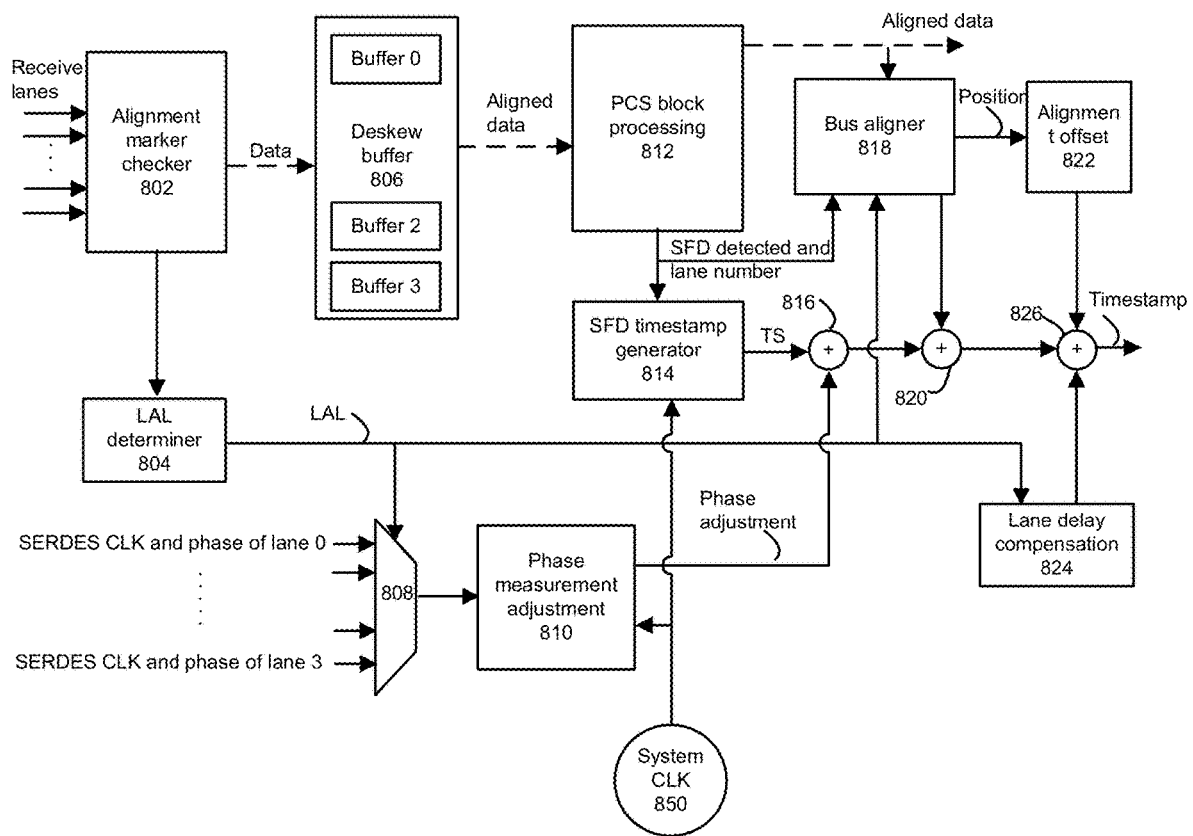 Receive
lanes
Alignment
marker
checker
802
Data
Buffer 0
Deskew
buffer
806
Buffer 2
Buffer 3
Aligned
data
PCS block
processing
812
Aligned data
Bus aligner
818
Position
Alignmen
t offset
822
SFD detected and
lane number
SFD timestamp
generator
814
TS
816
+
820
+
826
+
Timestamp
LAL
determiner
804
LAL
Phase
adjustment
Lane delay
compensation
824
SERDES CLK and phase of lane 0
808
SERDES CLK and phase of lane 3
Phase
measurement
adjustment
810
System
CLK
850